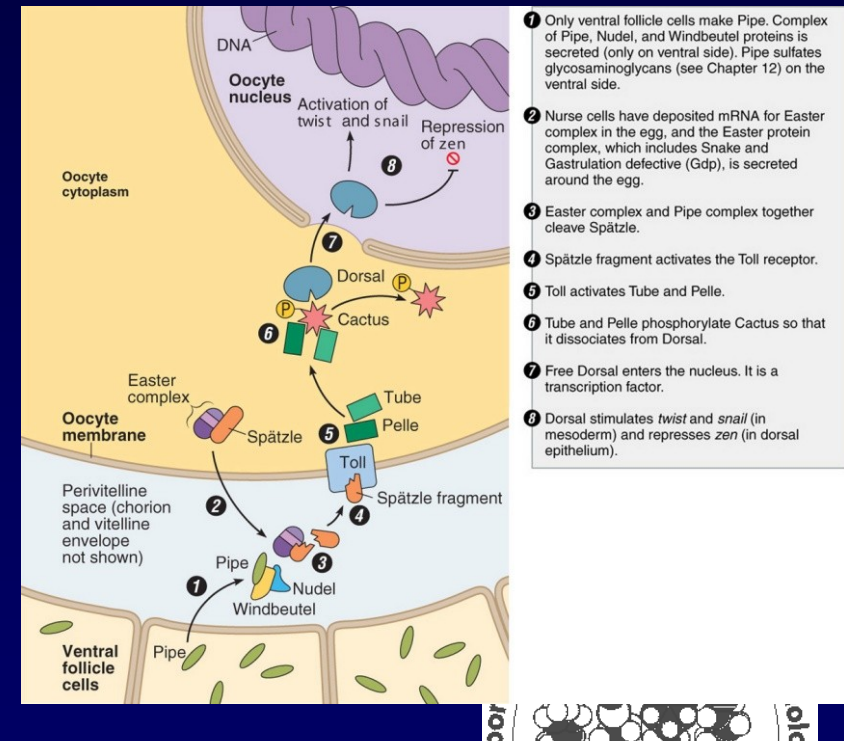 DNA
Oocyte
nucleus
Activation of
twist and snail
Repression
of zen
8
Oocyte
cytoplasm
7
Dorsal
P
P
Cactus
6
Easter
complex
Tube
Oocyte
membrane
Spätzle
5
Pelle
Toll
Perivitelline
space (chorion
and vitelline
envelope
not shown)
2
Spätzle fragment
4
Pipe
3
1
Nudel
Windbeutel
Ventral
follicle
cells
Pipe
1 Only ventral follicle cells make Pipe. Complex
of Pipe, Nudel, and Windbeutel proteins is
secreted (only on ventral side). Pipe sulfates
glycosaminoglycans (see Chapter 12) on the
ventral side.
2 Nurse cells have deposited mRNA for Easter
complex in the egg, and the Easter protein
complex, which includes Snake and
Gastrulation defective (Gdp), is secreted
around the egg.
3 Easter complex and Pipe complex together
cleave Spätzle.
4 Spätzle fragment activates the Toll receptor.
5 Toll activates Tube and Pelle.
6 Tube and Pelle phosphorylate Cactus so that
it dissociates from Dorsal.
7 Free Dorsal enters the nucleus. It is a
transcription factor.
8 Dorsal stimulates twist and snail (in
mesoderm) and represses zen (in dorsal
epithelium).